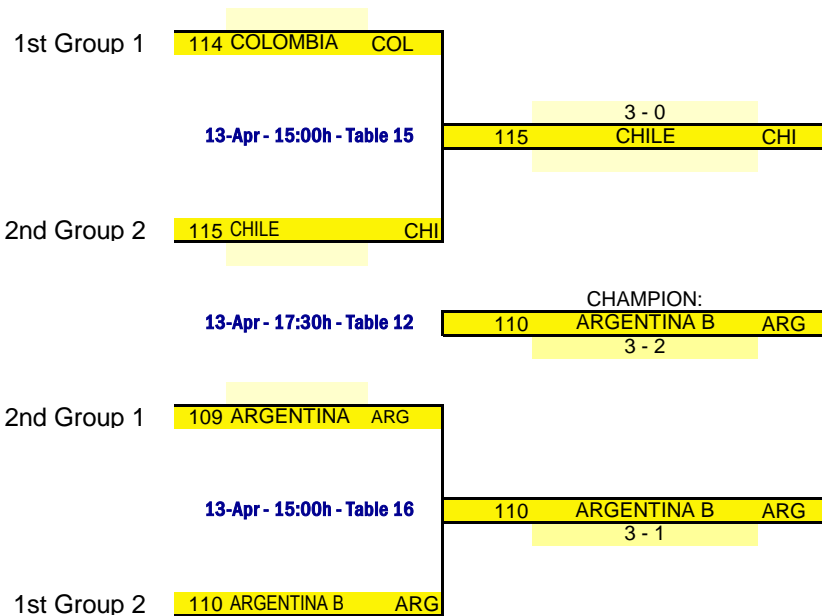 1st Group 1 114 COLOMBIA COL
3 - 0
13-Apr - 15:00h - Table 15 115 CHILE CHI
2nd Group 2 115 CHILE CHI
CHAMPION:
13-Apr - 17:30h - Table 12 110 ARGENTINA B ARG
3 - 2
2nd Group 1 109 ARGENTINA ARG
13-Apr - 15:00h - Table 16 110 ARGENTINA B ARG
3 - 1
1st Group 2 110 ARGENTINA B ARG